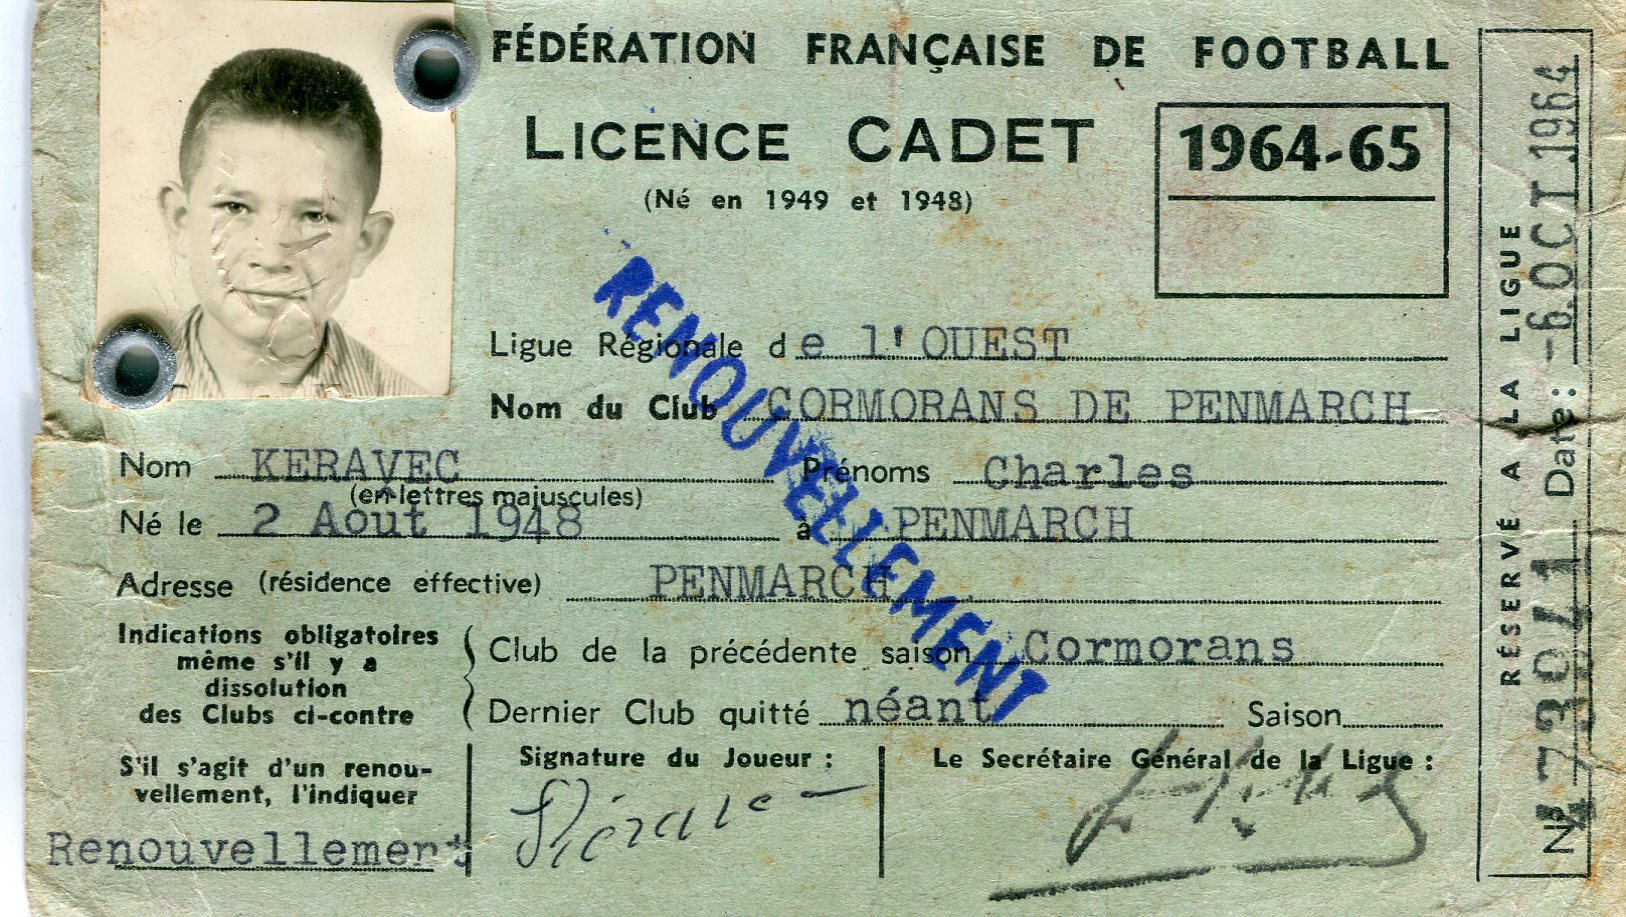 FÉDÉRATION FRANÇAISE DE FOOTBALL
LICENCE CADET
1964-65
(Né en 1949 et 1948)
RENOUVELLEMENT
Ligue Régionale de l'OUEST
Nom du Club CORMORANS DE PENMARCH
Nom KERAVEC Prénoms Charles
(en lettres majuscules)
Né le 2 Aout 1948 à PENMARCH
Adresse (résidence effective) PENMARCH
Indications obligatoires
même s'il y a
dissolution
des Clubs ci-contre
Club de la précédente saison Cormorans
Dernier Club quitté néant Saison
S'il s'agit d'un renou-
vellement, l'indiquer
Renouvellement
Signature du Joueur :
Le Secrétaire Général de la Ligue :
RÉSERVÉ A LA LIGUE
Date : -6.OCT.1964